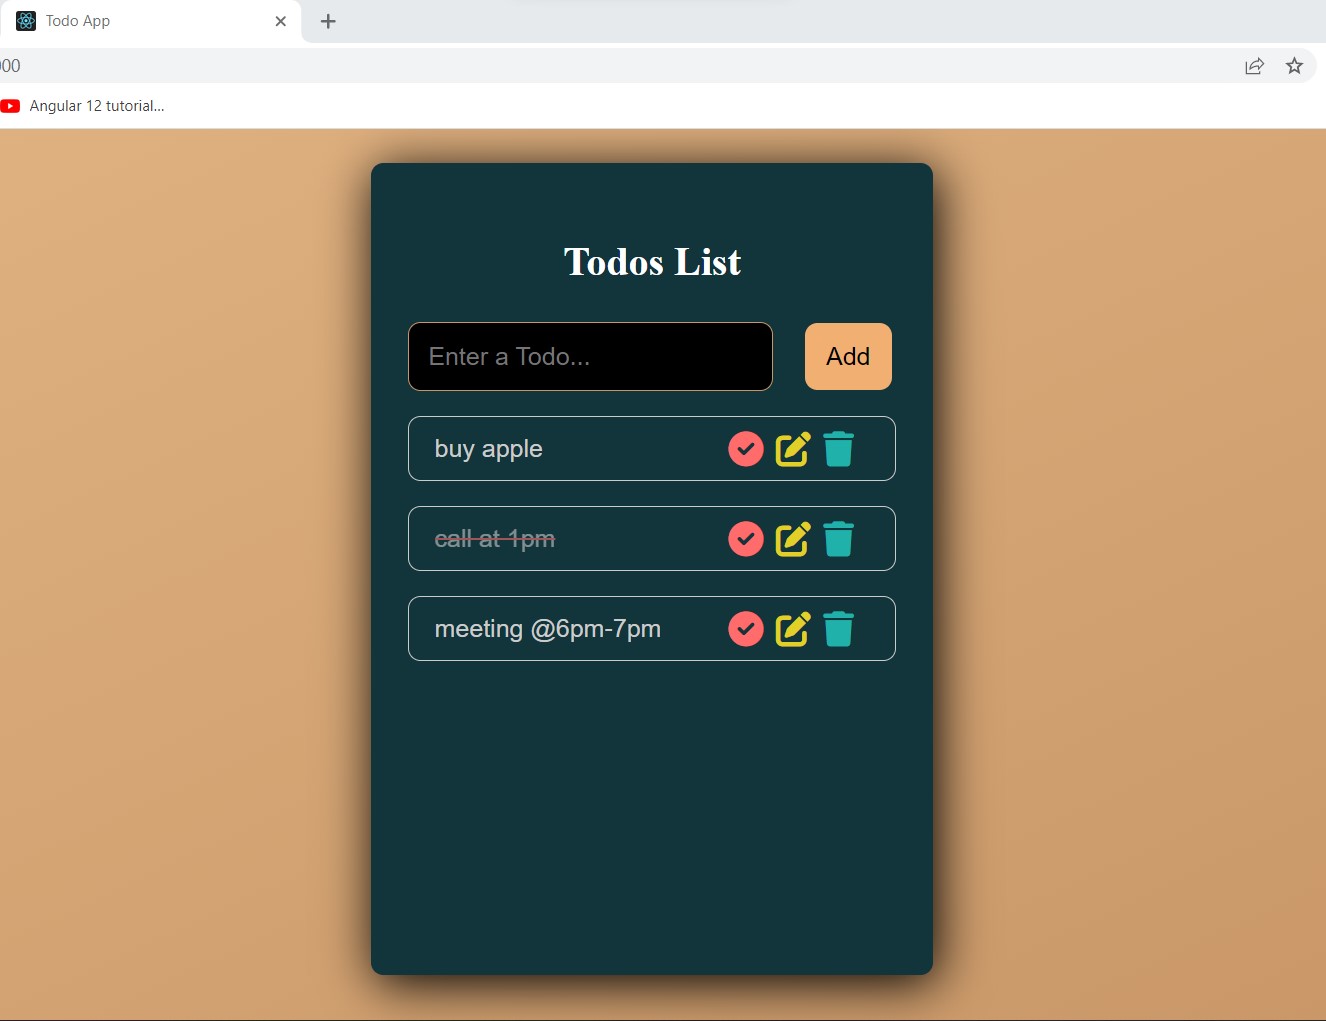 Todo App
00
Angular 12 tutorial...
Todos List
Enter a Todo...
Add
buy apple
call at 1pm
meeting @6pm-7pm